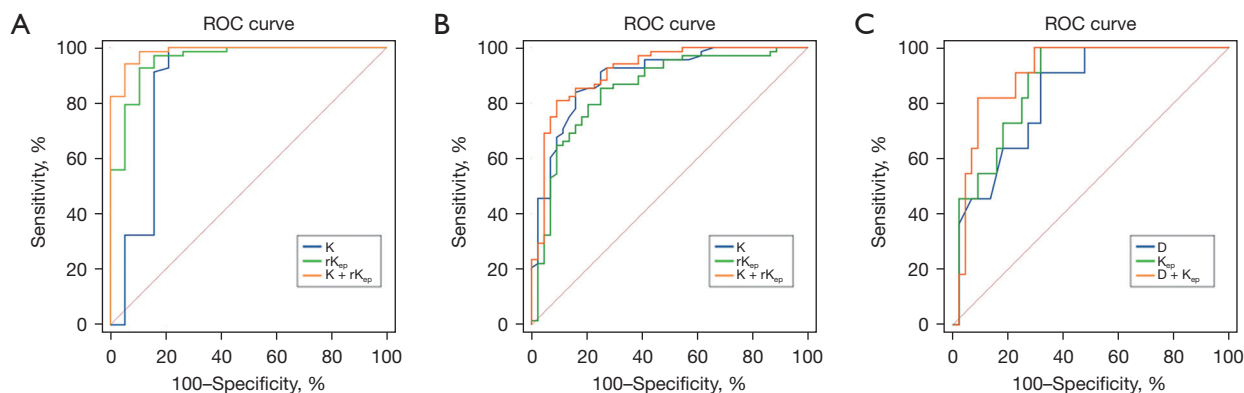 A
ROC curve
100
80
60
40
20
0
Sensitivity, %
K
rKep
K + rKep
0 20 40 60 80 100
100–Specificity, %
B
ROC curve
100
80
60
40
20
0
Sensitivity, %
K
rKep
K + rKep
0 20 40 60 80 100
100–Specificity, %
C
ROC curve
100
80
60
40
20
0
Sensitivity, %
D
Kep
D + Kep
0 20 40 60 80 100
100–Specificity, %